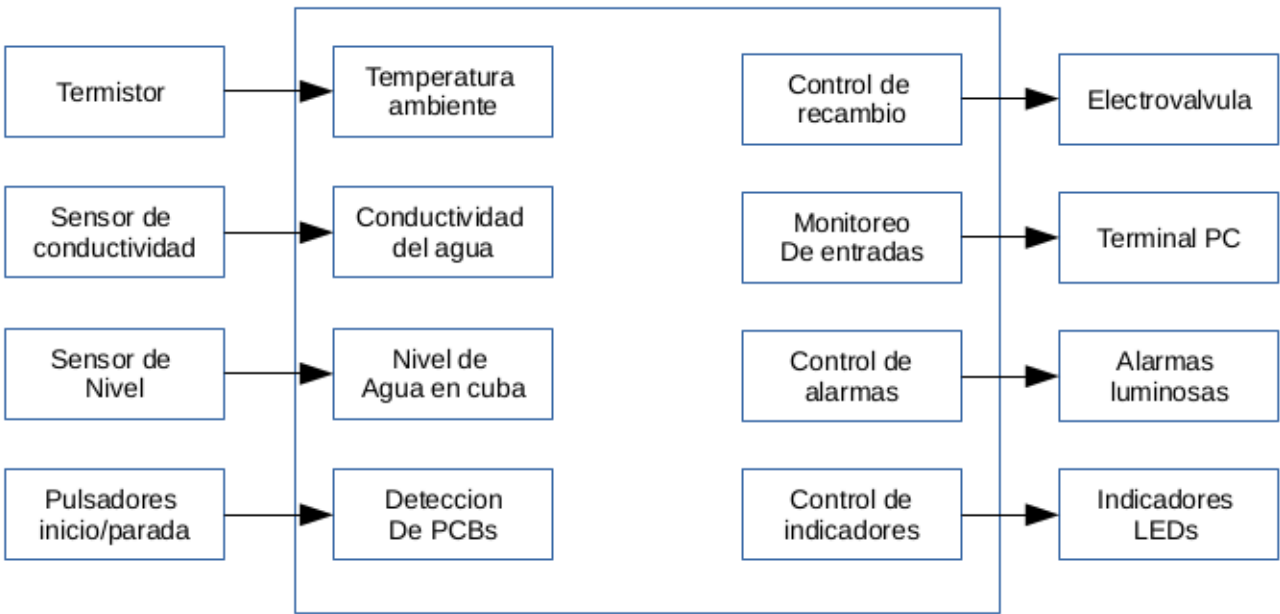 Termistor
Temperatura
ambiente
Control de
recambio
Electrovalvula
Sensor de
conductividad
Conductividad
del agua
Monitoreo
De entradas
Terminal PC
Sensor de
Nivel
Nivel de
Agua en cuba
Control de
alarmas
Alarmas
luminosas
Pulsadores
inicio/parada
Deteccion
De PCBs
Control de
indicadores
Indicadores
LEDs